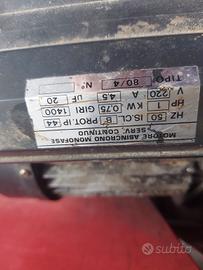 MOTORE ASINCRONO MONOFASE
SERV. CONTINUO
HZ 50 IS.CL B PROT.IP 44
HP 1 KW 0,75 GIRI 1400
V 220 A 4,5 uF 20
TIPO 80/4 N°
subito